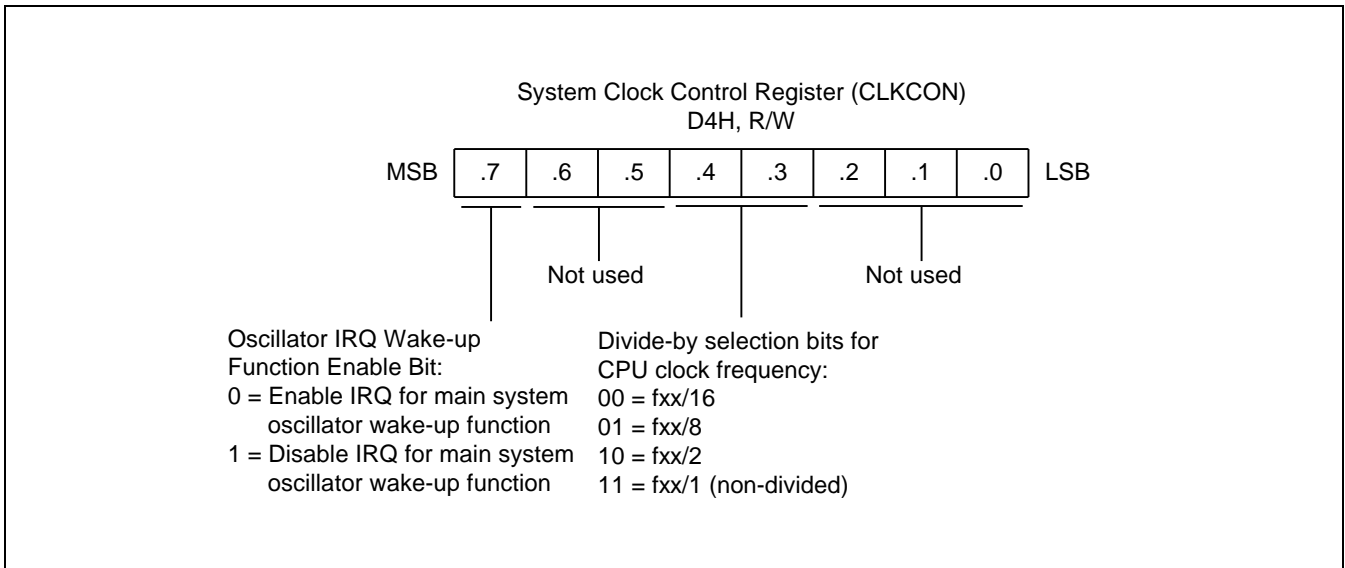 System Clock Control Register (CLKCON)
D4H, R/W
MSB .7 .6 .5 .4 .3 .2 .1 .0 LSB
Not used
Not used
Oscillator IRQ Wake-up
Function Enable Bit:
0 = Enable IRQ for main system
oscillator wake-up function
1 = Disable IRQ for main system
oscillator wake-up function
Divide-by selection bits for
CPU clock frequency:
00 = fxx/16
01 = fxx/8
10 = fxx/2
11 = fxx/1 (non-divided)